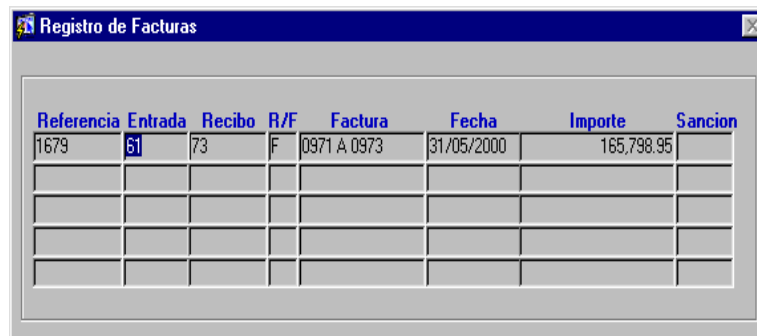 Registro de Facturas
Referencia Entrada Recibo R/F Factura Fecha Importe Sancion
1679 61 73 F 0971 A 0973 31/05/2000 165,798.95